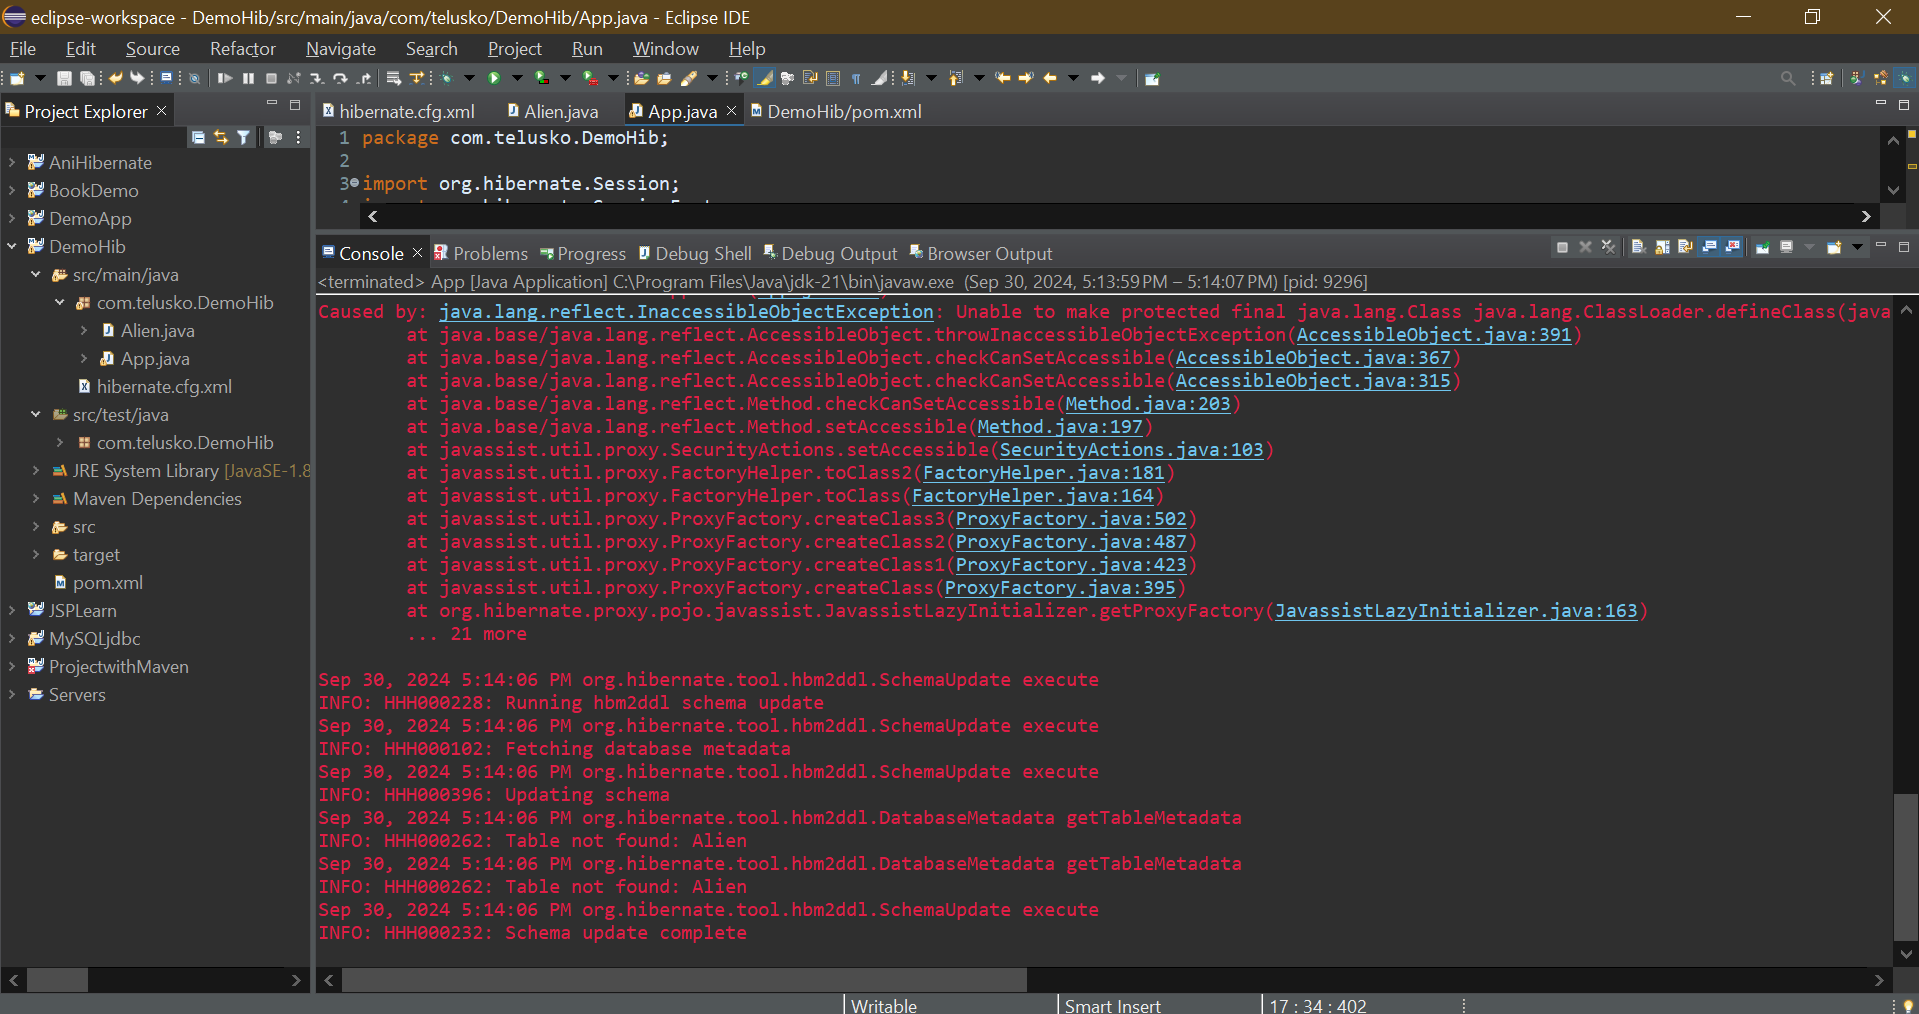 eclipse-workspace - DemoHib/src/main/java/com/telusko/DemoHib/App.java - Eclipse IDE
File Edit Source Refactor Navigate Search Project Run Window Help
Project Explorer
hibernate.cfg.xml Alien.java App.java DemoHib/pom.xml
AniHibernate
BookDemo
DemoApp
DemoHib
src/main/java
com.telusko.DemoHib
Alien.java
App.java
hibernate.cfg.xml
src/test/java
com.telusko.DemoHib
JRE System Library [JavaSE-1.8
Maven Dependencies
src
target
pom.xml
JSPLearn
MySQLjdbc
ProjectwithMaven
Servers
1 package com.telusko.DemoHib;
2
3 import org.hibernate.Session;
Console Problems Progress Debug Shell Debug Output Browser Output
<terminated> App [Java Application] C:\Program Files\Java\jdk-21\bin\javaw.exe (Sep 30, 2024, 5:13:59 PM – 5:14:07 PM) [pid: 9296]
Caused by: java.lang.reflect.InaccessibleObjectException: Unable to make protected final java.lang.Class java.lang.ClassLoader.defineClass(java
at java.base/java.lang.reflect.AccessibleObject.throwInaccessibleObjectException(AccessibleObject.java:391)
at java.base/java.lang.reflect.AccessibleObject.checkCanSetAccessible(AccessibleObject.java:367)
at java.base/java.lang.reflect.AccessibleObject.checkCanSetAccessible(AccessibleObject.java:315)
at java.base/java.lang.reflect.Method.checkCanSetAccessible(Method.java:203)
at java.base/java.lang.reflect.Method.setAccessible(Method.java:197)
at javassist.util.proxy.SecurityActions.setAccessible(SecurityActions.java:103)
at javassist.util.proxy.FactoryHelper.toClass2(FactoryHelper.java:181)
at javassist.util.proxy.FactoryHelper.toClass(FactoryHelper.java:164)
at javassist.util.proxy.ProxyFactory.createClass3(ProxyFactory.java:502)
at javassist.util.proxy.ProxyFactory.createClass2(ProxyFactory.java:487)
at javassist.util.proxy.ProxyFactory.createClass1(ProxyFactory.java:423)
at javassist.util.proxy.ProxyFactory.createClass(ProxyFactory.java:395)
at org.hibernate.proxy.pojo.javassist.JavassistLazyInitializer.getProxyFactory(JavassistLazyInitializer.java:163)
... 21 more
Sep 30, 2024 5:14:06 PM org.hibernate.tool.hbm2ddl.SchemaUpdate execute
INFO: HHH000228: Running hbm2ddl schema update
Sep 30, 2024 5:14:06 PM org.hibernate.tool.hbm2ddl.SchemaUpdate execute
INFO: HHH000102: Fetching database metadata
Sep 30, 2024 5:14:06 PM org.hibernate.tool.hbm2ddl.SchemaUpdate execute
INFO: HHH000396: Updating schema
Sep 30, 2024 5:14:06 PM org.hibernate.tool.hbm2ddl.DatabaseMetadata getTableMetadata
INFO: HHH000262: Table not found: Alien
Sep 30, 2024 5:14:06 PM org.hibernate.tool.hbm2ddl.DatabaseMetadata getTableMetadata
INFO: HHH000262: Table not found: Alien
Sep 30, 2024 5:14:06 PM org.hibernate.tool.hbm2ddl.SchemaUpdate execute
INFO: HHH000232: Schema update complete
Writable Smart Insert 17 : 34 : 402